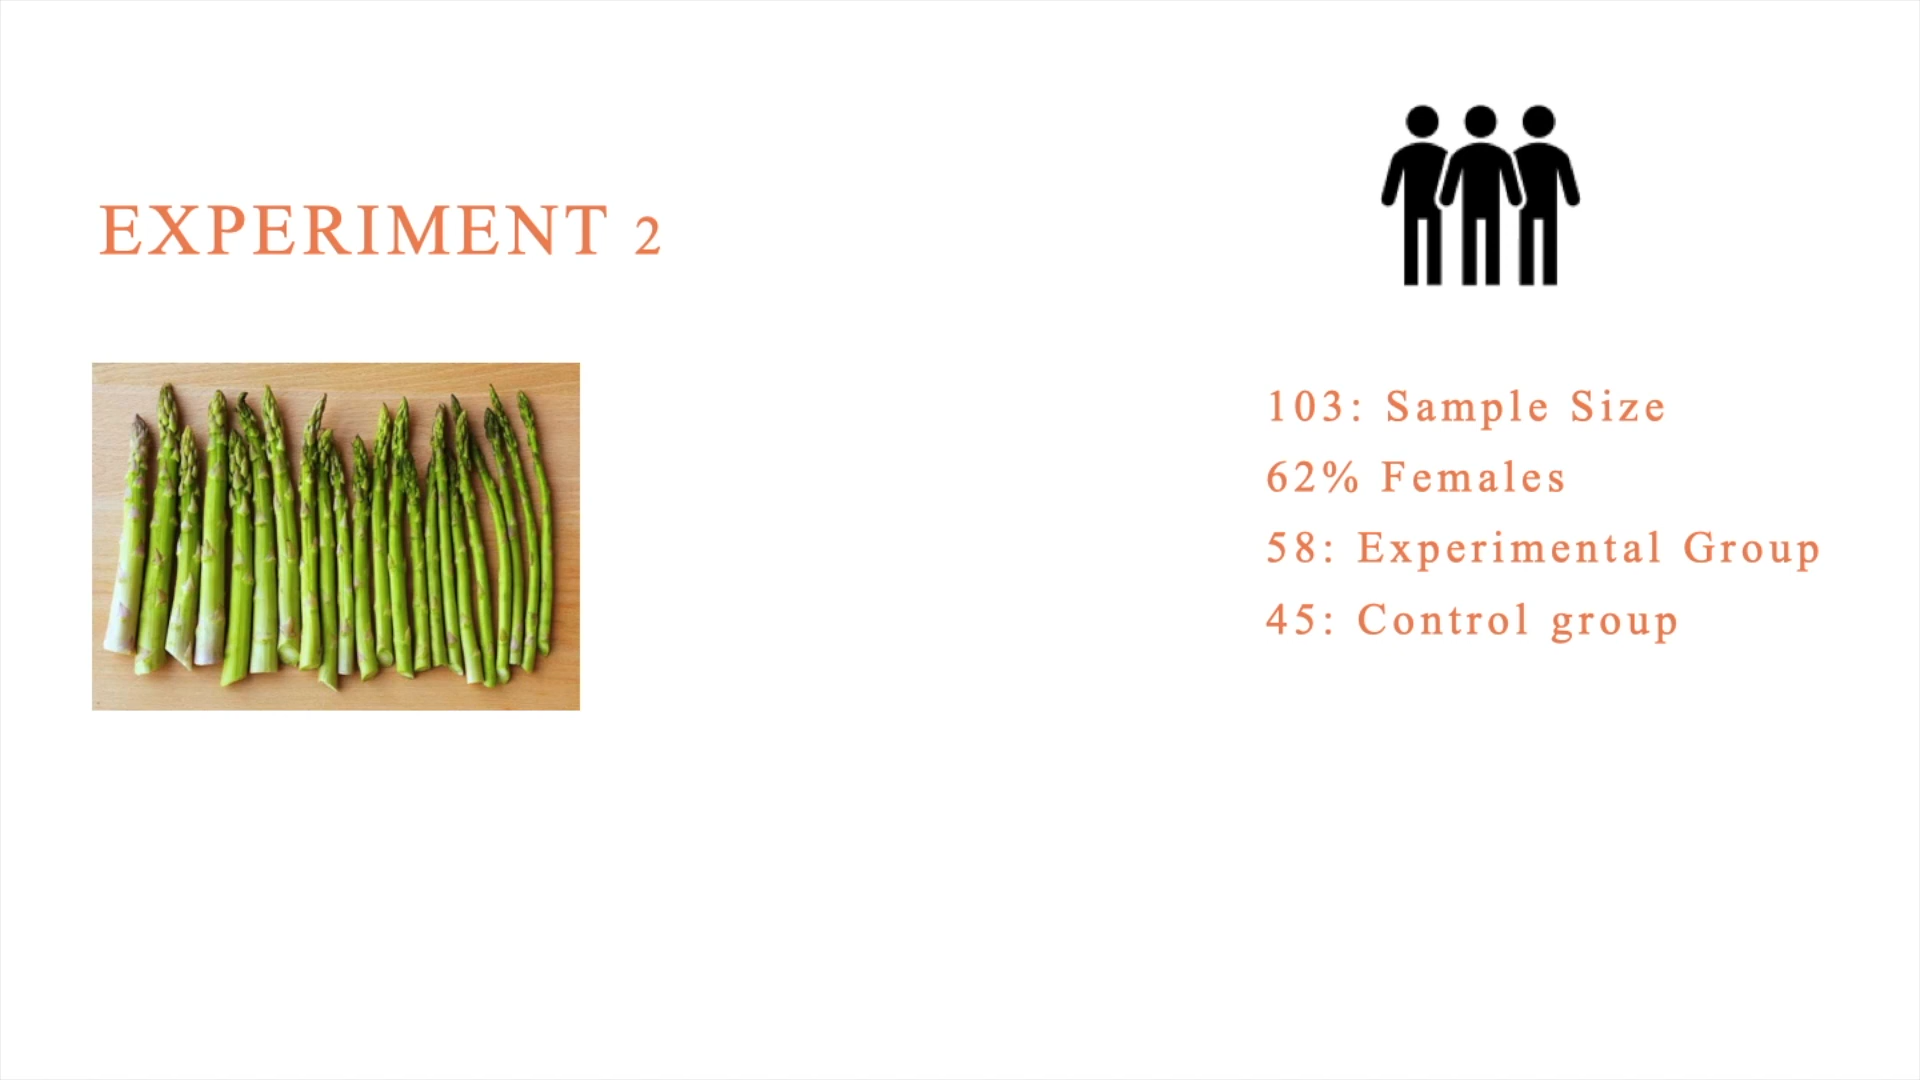 EXPERIMENT 2
103: Sample Size
62% Females
58: Experimental Group
45: Control group